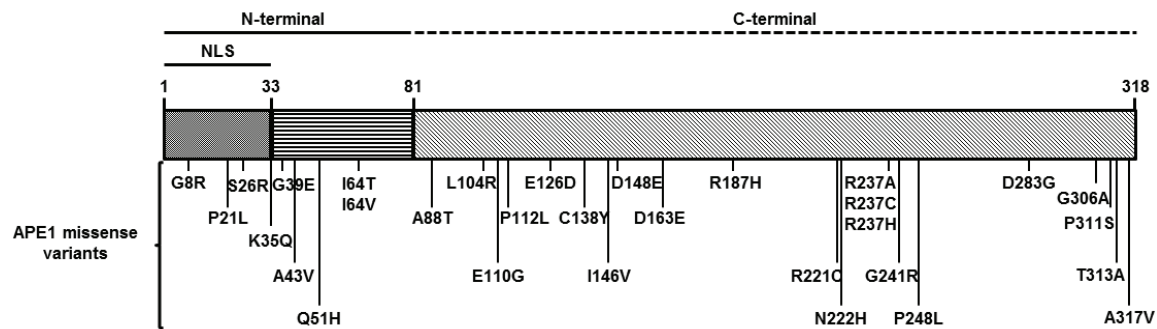 N-terminal C-terminal
NLS
1 33 81 318
G8R S26R G39E I64T L104R E126D D148E R187H R237A D283G G306A
I64V R237C
P21L A88T P112L C138Y D163E R237H P311S
K35Q
APE1 missense
variants
A43V E110G I146V R221C G241R T313A
Q51H N222H P248L A317V